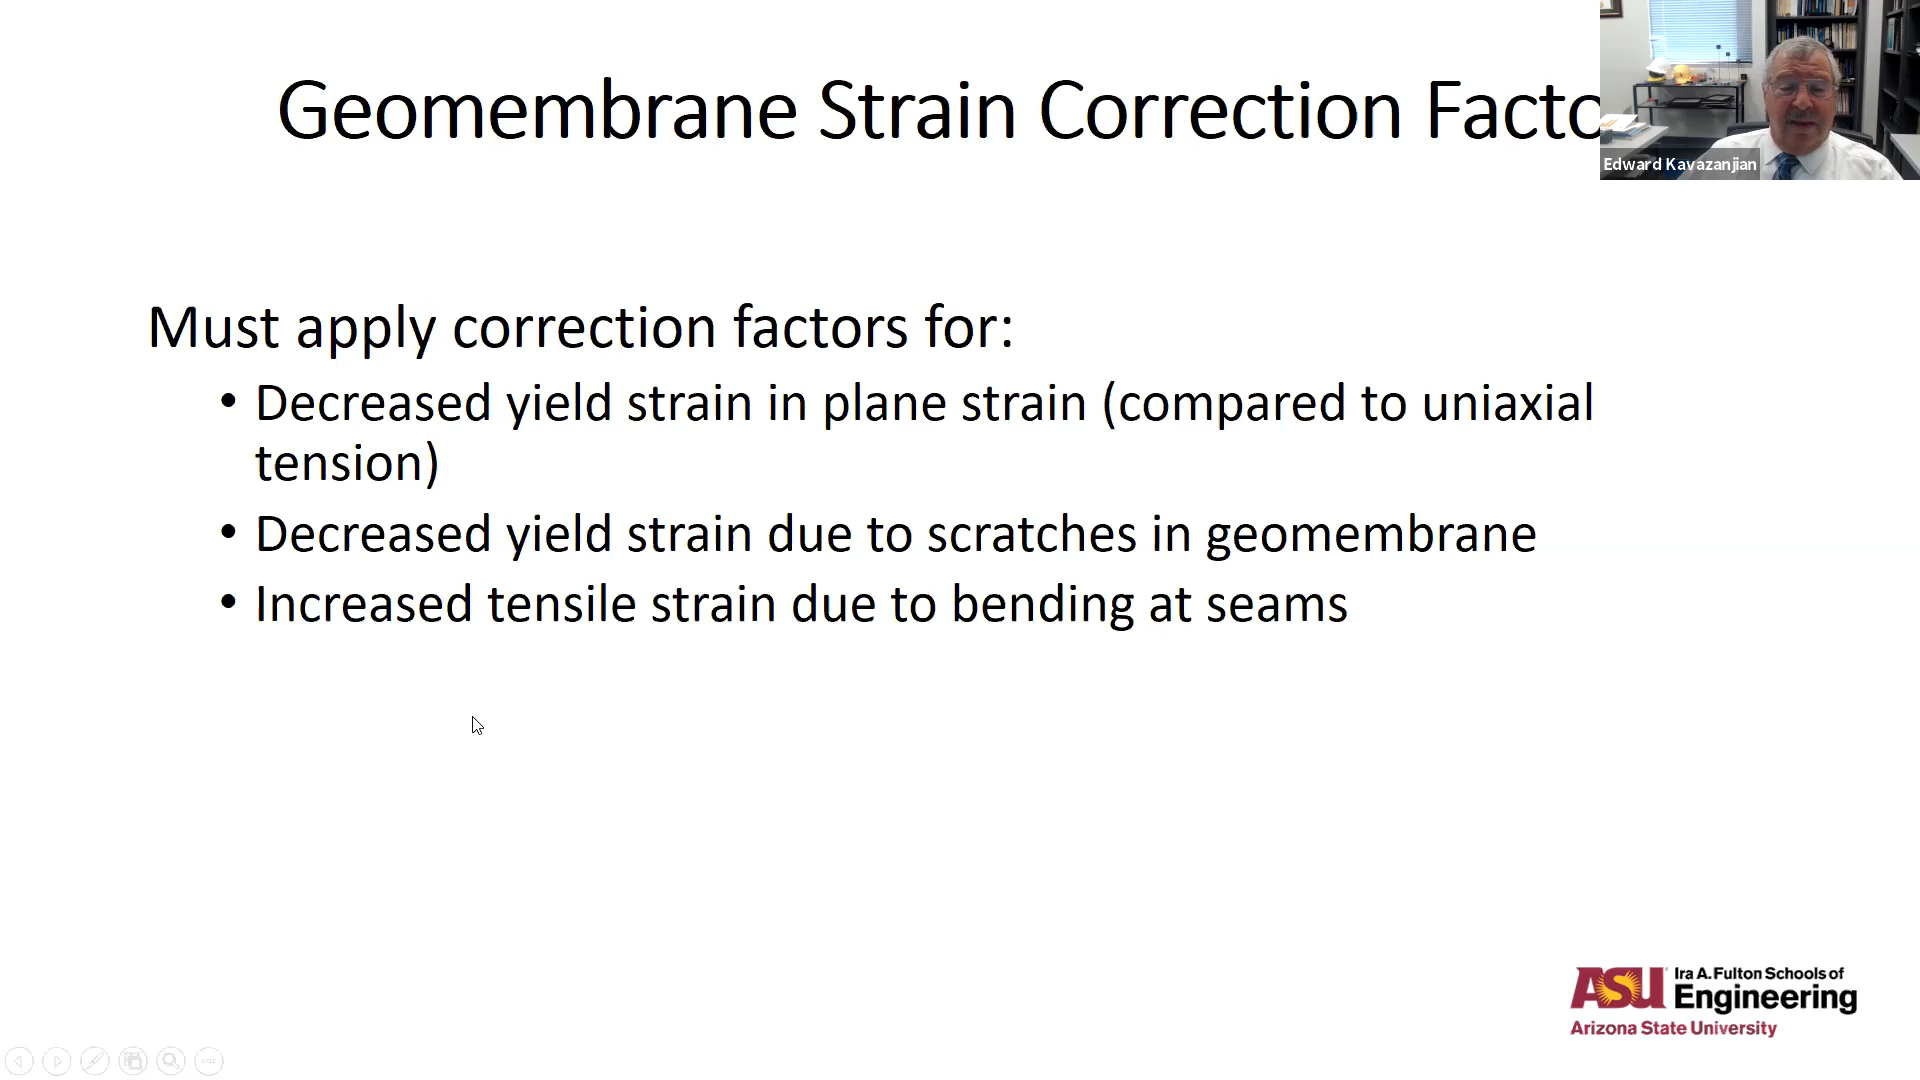 Geomembrane Strain Correction Facto
Edward Kavazanjian
Must apply correction factors for:
• Decreased yield strain in plane strain (compared to uniaxial
tension)
• Decreased yield strain due to scratches in geomembrane
• Increased tensile strain due to bending at seams
ASU Ira A. Fulton Schools of
Engineering
Arizona State University